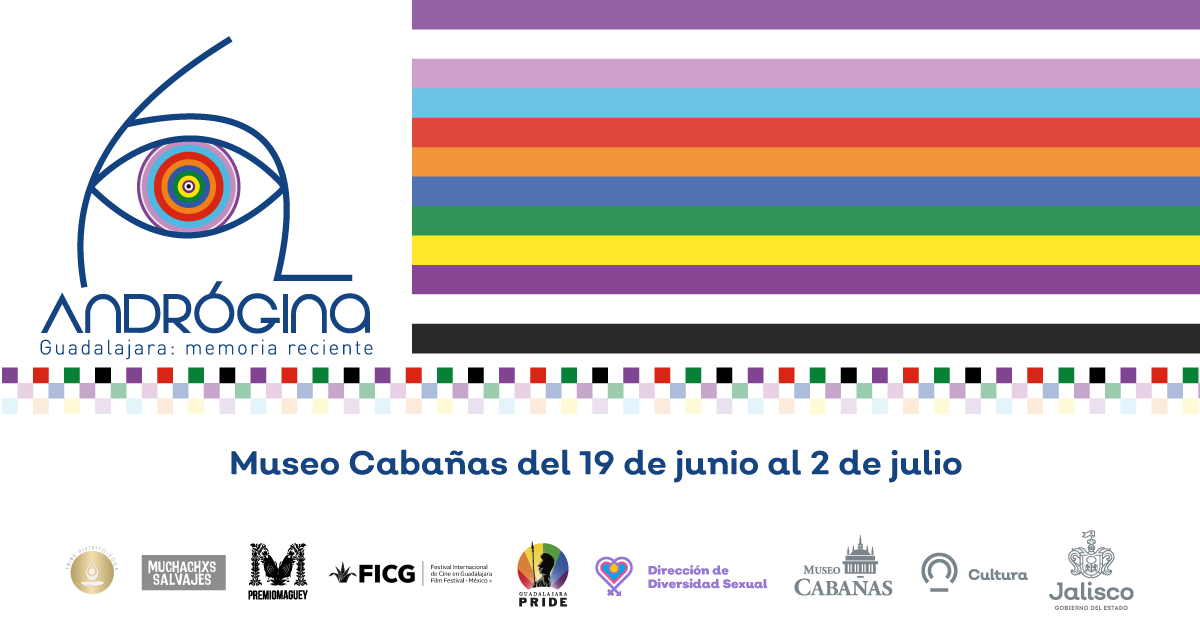 ANDRÓGINA
Guadalajara: memoria reciente
Museo Cabañas del 19 de junio al 2 de julio
MUCHACHXS
SALVAJES
M
PREMIOMAGUEY
FICG
Festival Internacional
de Cine en Guadalajara
Film Festival · México
GUADALAJARA
PRIDE
Dirección de
Diversidad Sexual
MUSEO
CABAÑAS
Cultura
Jalisco
GOBIERNO DEL ESTADO